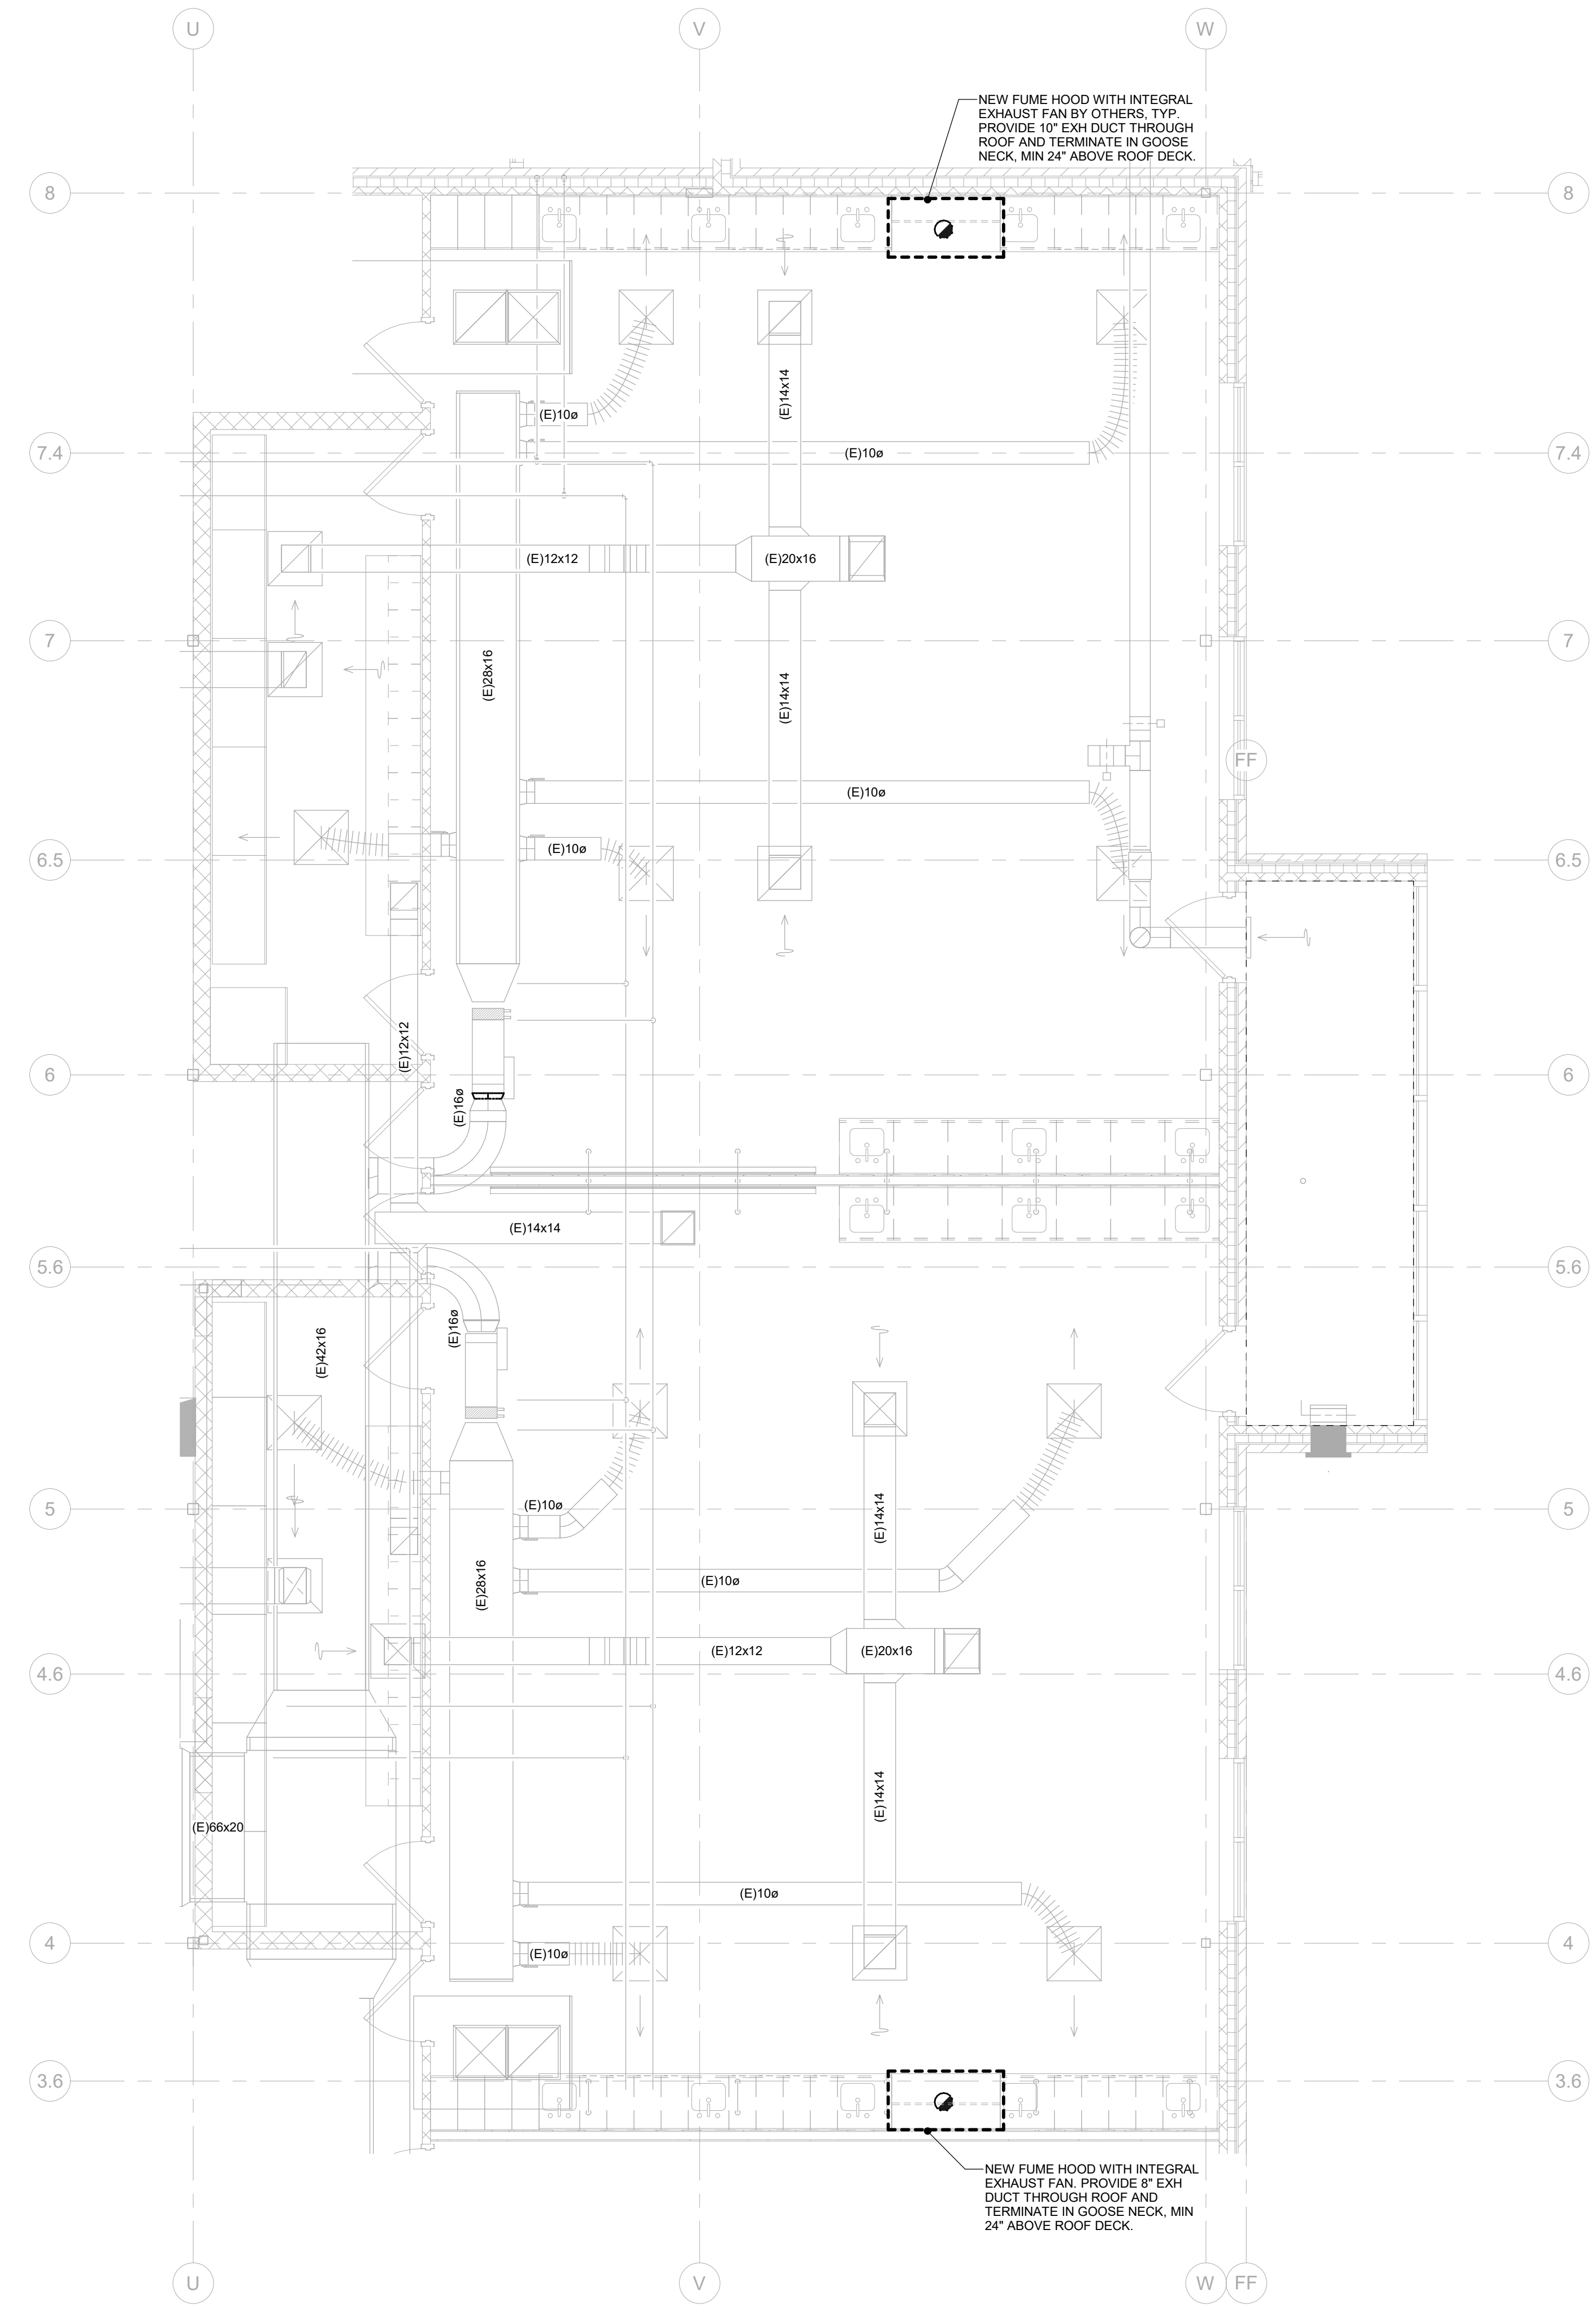 U
V
W
NEW FUME HOOD WITH INTEGRAL
EXHAUST FAN BY OTHERS, TYP.
PROVIDE 10" EXH DUCT THROUGH
ROOF AND TERMINATE IN GOOSE
NECK, MIN 24" ABOVE ROOF DECK.
8
8
(E)14x14
(E)10ø
7.4
(E)10ø
7.4
(E)12x12
(E)20x16
7
7
(E)28x16
(E)14x14
FF
(E)10ø
(E)10ø
6.5
6.5
(E)12x12
6
6
(E)16ø
(E)14x14
5.6
5.6
(E)16ø
(E)42x16
(E)10ø
5
5
(E)14x14
(E)28x16
(E)10ø
(E)12x12
(E)20x16
4.6
4.6
(E)14x14
(E)66x20
(E)10ø
4
4
(E)10ø
3.6
3.6
NEW FUME HOOD WITH INTEGRAL
EXHAUST FAN. PROVIDE 8" EXH
DUCT THROUGH ROOF AND
TERMINATE IN GOOSE NECK, MIN
24" ABOVE ROOF DECK.
U
V
W
FF